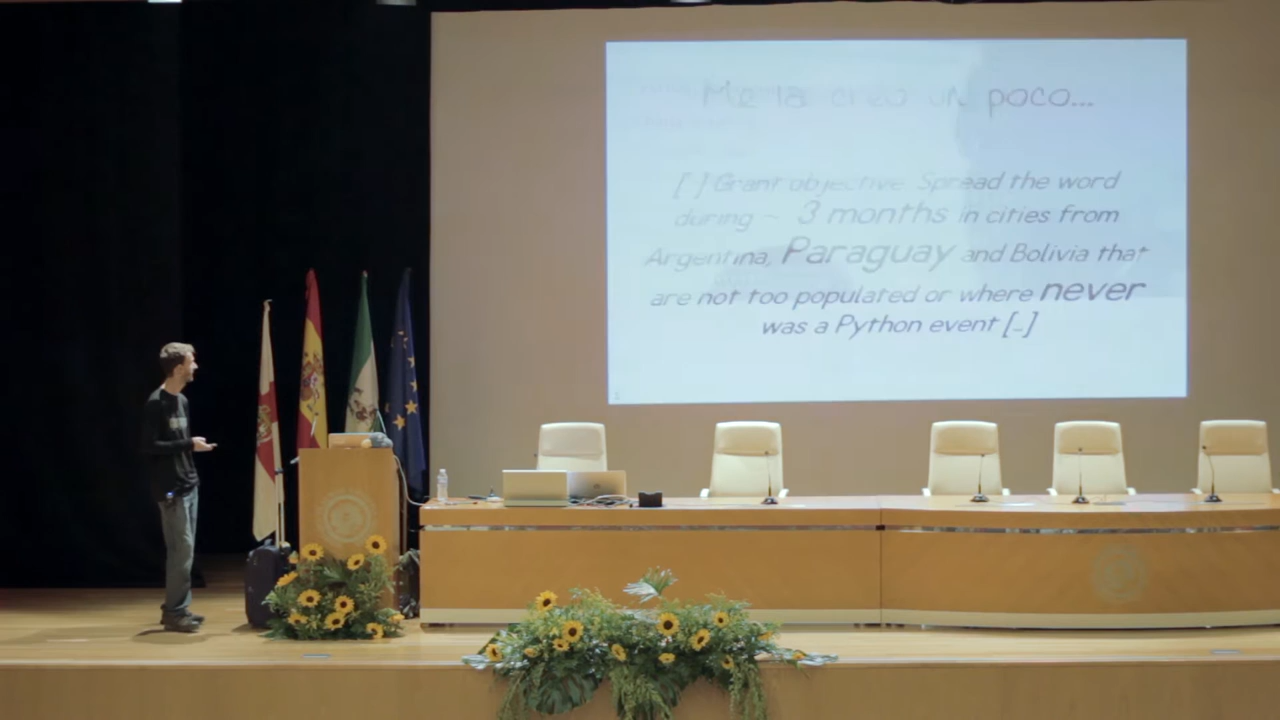 Me la creo un poco...
[.] Grant objective Spread the word
during ~ 3 months in cities from
Argentina, Paraguay and Bolivia that
are not too populated or where never
was a Python event [..]